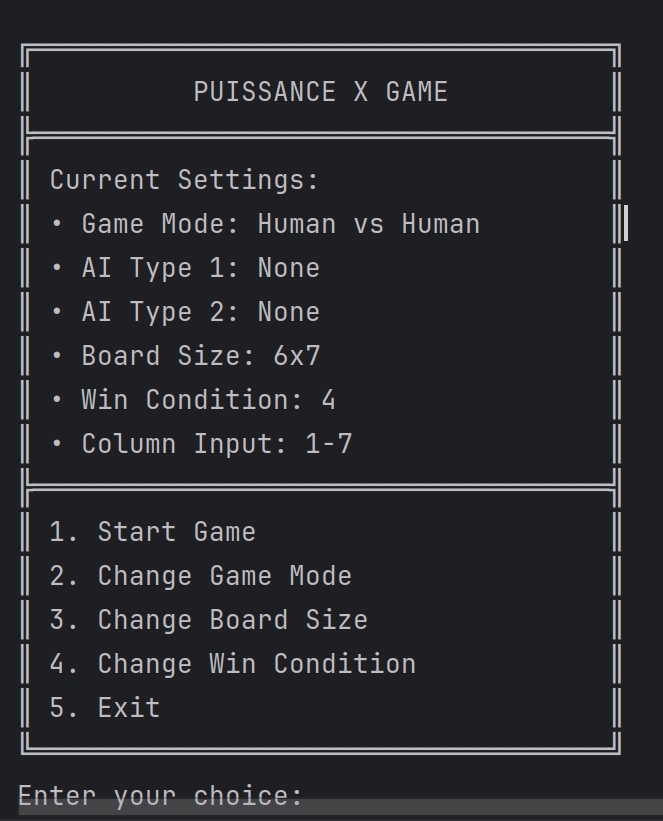 PUISSANCE X GAME
Current Settings:
• Game Mode: Human vs Human
• AI Type 1: None
• AI Type 2: None
• Board Size: 6x7
• Win Condition: 4
• Column Input: 1-7
1. Start Game
2. Change Game Mode
3. Change Board Size
4. Change Win Condition
5. Exit
Enter your choice: